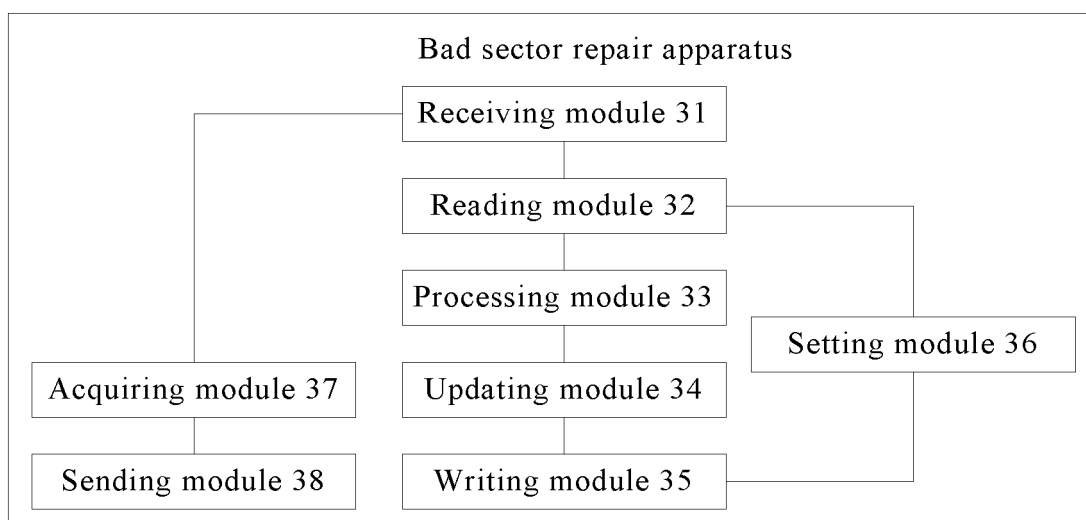 Bad sector repair apparatus
Receiving module 31
Reading module 32
Processing module 33
Setting module 36
Acquiring module 37
Updating module 34
Sending module 38
Writing module 35